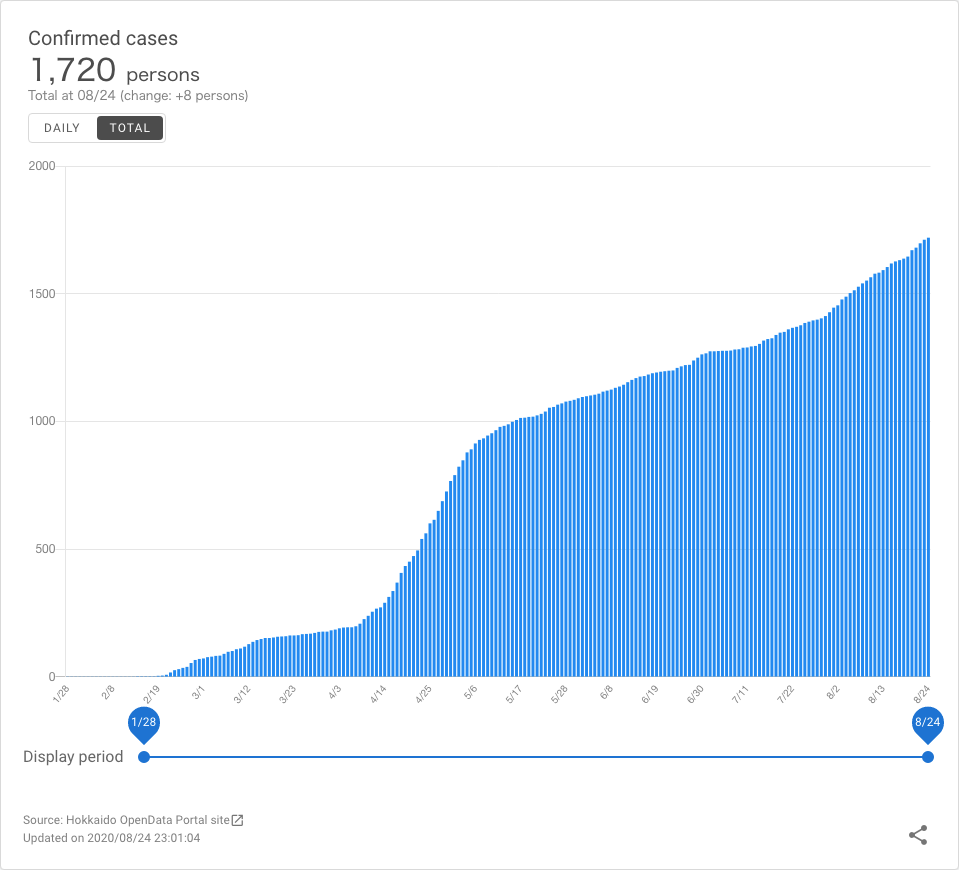 Confirmed cases
1,720 persons
Total at 08/24 (change: +8 persons)
DAILY TOTAL
2000
1500
1000
500
0
1/28 2/8 2/19 3/1 3/12 3/23 4/3 4/14 4/25 5/6 5/17 5/28 6/8 6/19 6/30 7/11 7/22 8/2 8/13 8/24
1/28 8/24
Display period
Source: Hokkaido OpenData Portal site
Updated on 2020/08/24 23:01:04